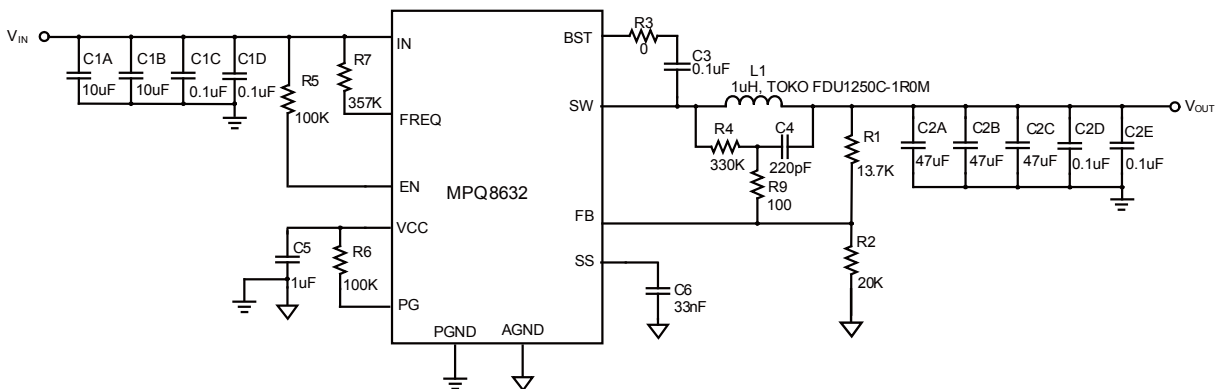 VIN
C1A
10uF
C1B
10uF
C1C
0.1uF
C1D
0.1uF
R5
100K
R7
357K
IN
FREQ
EN
VCC
PG
PGND
AGND
MPQ8632
BST
SW
FB
SS
C5
1uF
R6
100K
R3
0
C3
0.1uF
L1
1uH, TOKO FDU1250C-1R0M
R4
330K
C4
220pF
R9
100
R1
13.7K
R2
20K
C6
33nF
C2A
47uF
C2B
47uF
C2C
47uF
C2D
0.1uF
C2E
0.1uF
VOUT